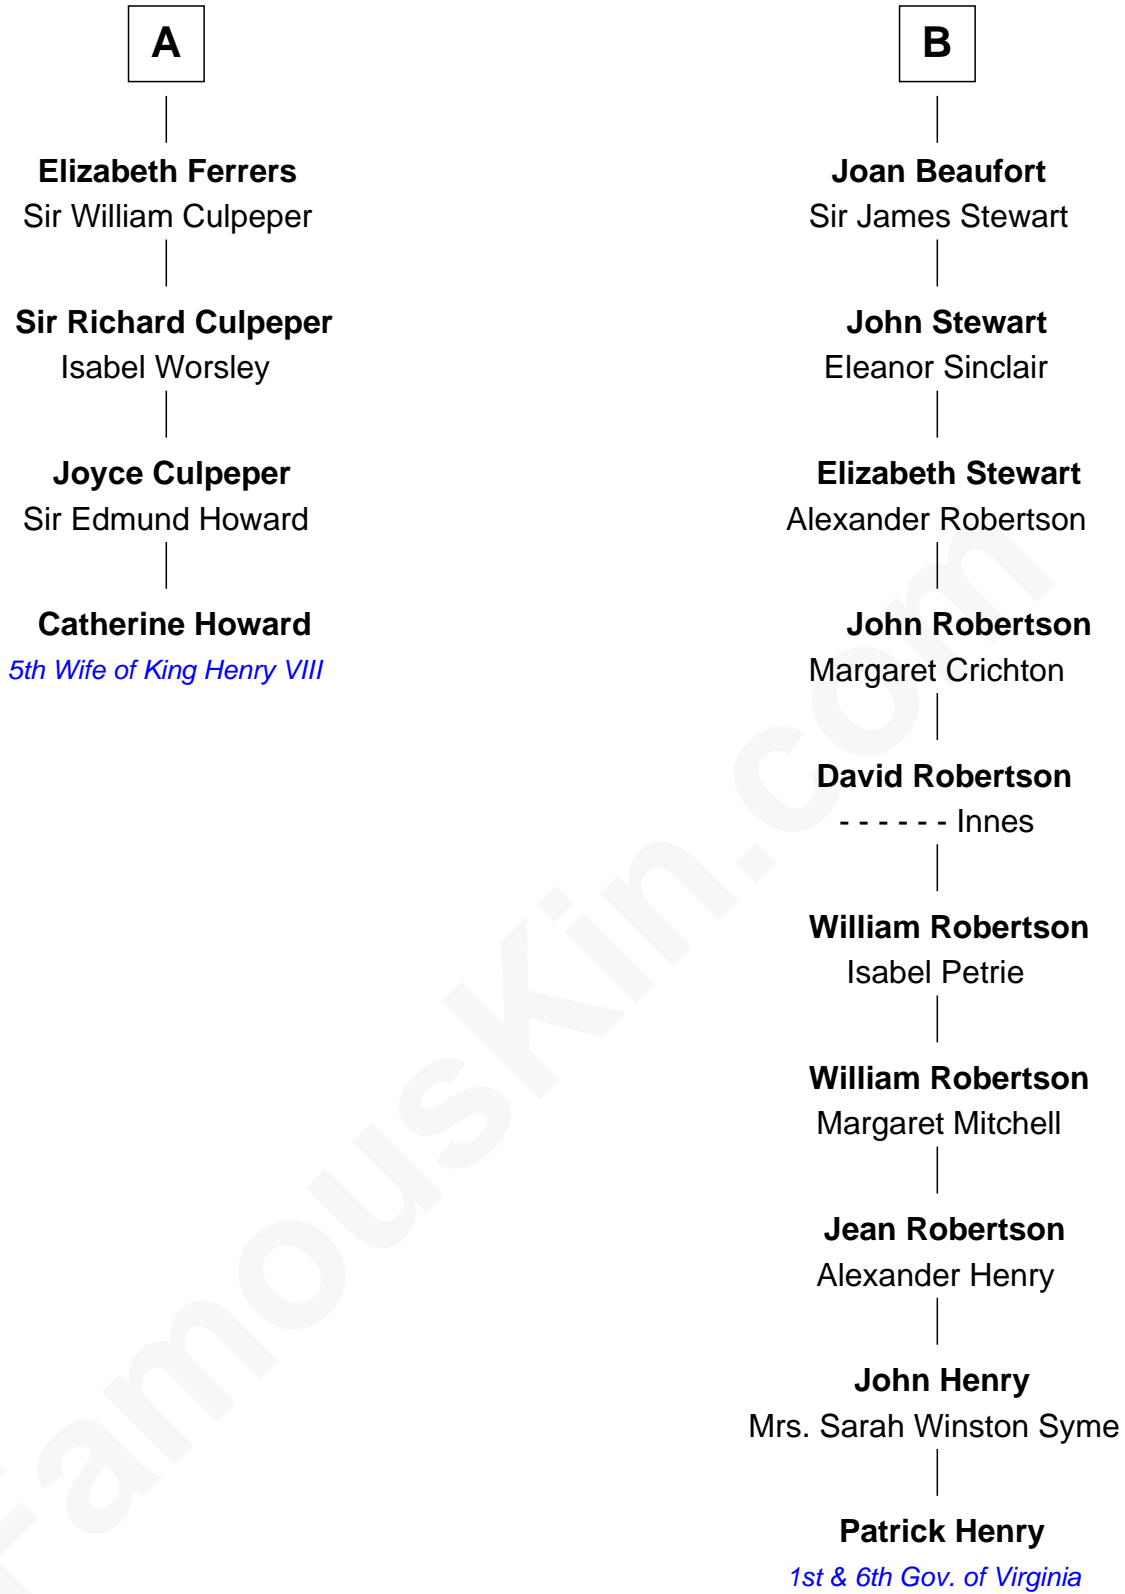 A
Elizabeth Ferrers
Sir William Culpeper
Sir Richard Culpeper
Isabel Worsley
Joyce Culpeper
Sir Edmund Howard
Catherine Howard
5th Wife of King Henry VIII
B
Joan Beaufort
Sir James Stewart
John Stewart
Eleanor Sinclair
Elizabeth Stewart
Alexander Robertson
John Robertson
Margaret Crichton
David Robertson
- - - - - - Innes
William Robertson
Isabel Petrie
William Robertson
Margaret Mitchell
Jean Robertson
Alexander Henry
John Henry
Mrs. Sarah Winston Syme
Patrick Henry
1st & 6th Gov. of Virginia
FamousKin.com